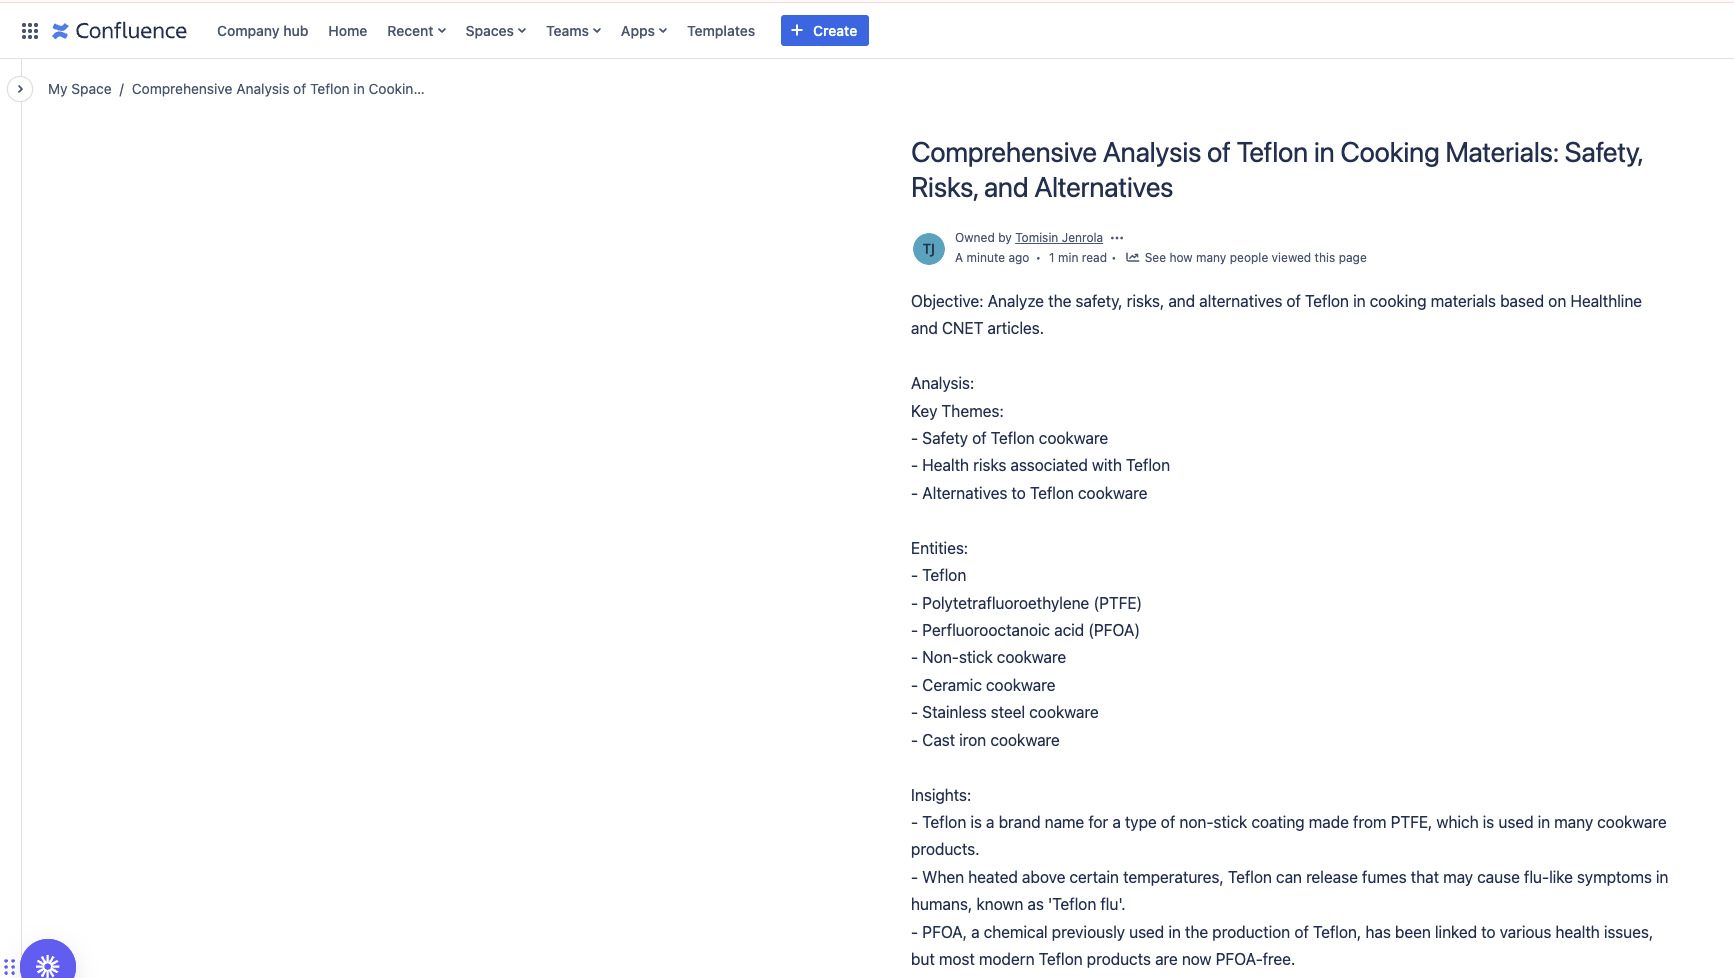 Confluence
Company hub Home Recent Spaces Teams Apps Templates + Create
My Space / Comprehensive Analysis of Teflon in Cookin...
Comprehensive Analysis of Teflon in Cooking Materials: Safety,
Risks, and Alternatives
TJ
Owned by Tomisin Jenrola •••
A minute ago • 1 min read • See how many people viewed this page
Objective: Analyze the safety, risks, and alternatives of Teflon in cooking materials based on Healthline
and CNET articles.
Analysis:
Key Themes:
- Safety of Teflon cookware
- Health risks associated with Teflon
- Alternatives to Teflon cookware
Entities:
- Teflon
- Polytetrafluoroethylene (PTFE)
- Perfluorooctanoic acid (PFOA)
- Non-stick cookware
- Ceramic cookware
- Stainless steel cookware
- Cast iron cookware
Insights:
- Teflon is a brand name for a type of non-stick coating made from PTFE, which is used in many cookware
products.
- When heated above certain temperatures, Teflon can release fumes that may cause flu-like symptoms in
humans, known as 'Teflon flu'.
- PFOA, a chemical previously used in the production of Teflon, has been linked to various health issues,
but most modern Teflon products are now PFOA-free.